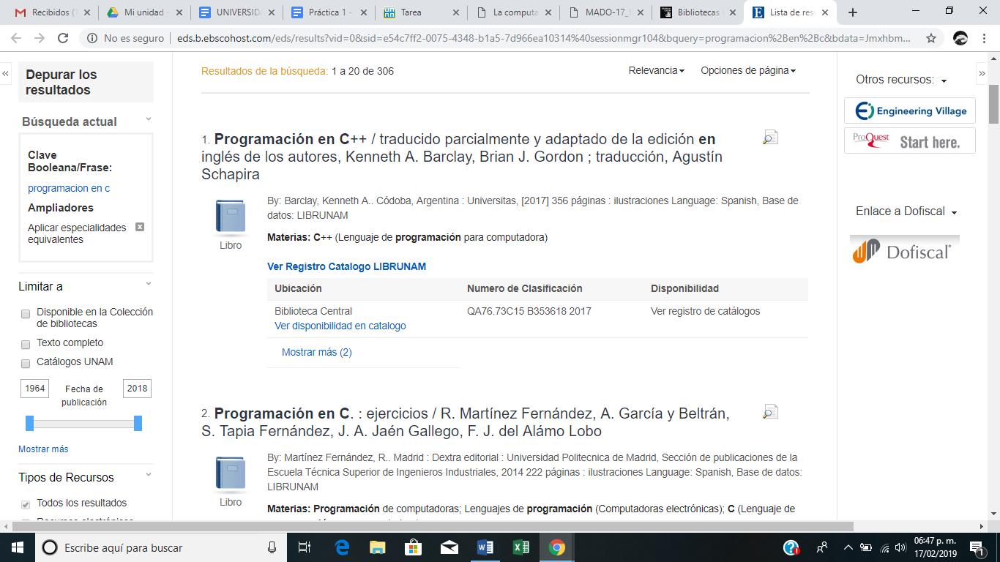 Recibidos (
Mi unidad -
UNIVERSID
Práctica 1 -
Tarea
La computa
MADO-17_
Bibliotecas
Lista de res
No es seguro | eds.b.ebscohost.com/eds/results?vid=0&sid=e54c7ff2-0075-4348-b1a5-7d966ea10314%40sessionmgr104&bquery=programacion%2Ben%2Bc&bdata=Jmxhbm...
Depurar los
resultados
Búsqueda actual
Clave
Booleana/Frase:
programacion en c
Ampliadores
Aplicar especialidades
equivalentes
Limitar a
Disponible en la Colección
de bibliotecas
Texto completo
Catálogos UNAM
1964 Fecha de 2018
publicación
Mostrar más
Tipos de Recursos
Todos los resultados
Resultados de la búsqueda: 1 a 20 de 306
Relevancia Opciones de página
1. Programación en C++ / traducido parcialmente y adaptado de la edición en
inglés de los autores, Kenneth A. Barclay, Brian J. Gordon ; traducción, Agustín
Schapira
Libro
By: Barclay, Kenneth A.. Córdoba, Argentina : Universitas, [2017] 356 páginas : ilustraciones Language: Spanish, Base de
datos: LIBRUNAM
Materias: C++ (Lenguaje de programación para computadora)
Ver Registro Catalogo LIBRUNAM
Ubicación Numero de Clasificación Disponibilidad
Biblioteca Central QA76.73C15 B353618 2017 Ver registro de catálogos
Ver disponibilidad en catalogo
Mostrar más (2)
2. Programación en C. : ejercicios / R. Martínez Fernández, A. García y Beltrán,
S. Tapia Fernández, J. A. Jaén Gallego, F. J. del Alámo Lobo
Libro
By: Martínez Fernández, R.. Madrid : Dextra editorial : Universidad Politecnica de Madrid, Sección de publicaciones de la
Escuela Técnica Superior de Ingenieros Industriales, 2014 222 páginas : ilustraciones Language: Spanish, Base de datos:
LIBRUNAM
Materias: Programación de computadoras; Lenguajes de programación (Computadoras electrónicas); C (Lenguaje de
Otros recursos:
Engineering Village
ProQuest Start here.
Enlace a Dofiscal
Dofiscal
Escribe aquí para buscar
06:47 p. m.
17/02/2019
1